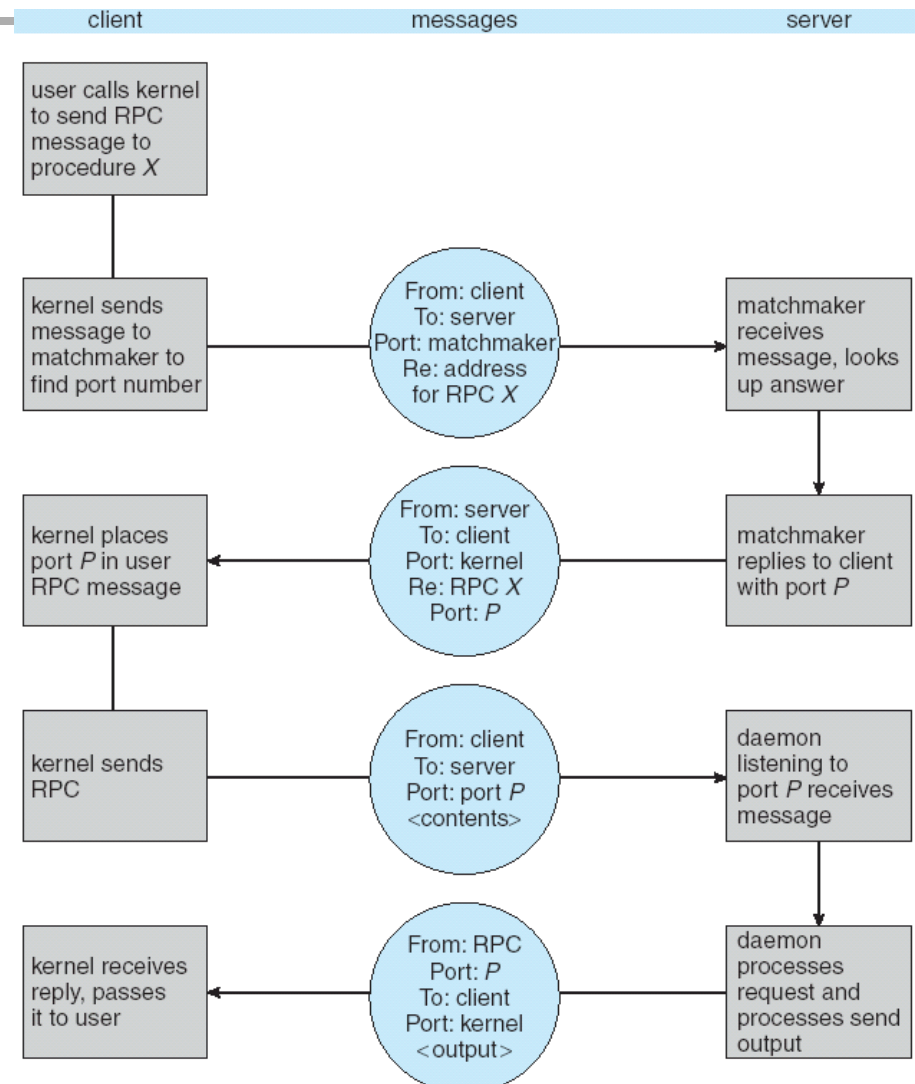 client
messages
server
user calls kernel
to send RPC
message to
procedure X
kernel sends
message to
matchmaker to
find port number
From: client
To: server
Port: matchmaker
Re: address
for RPC X
matchmaker
receives
message, looks
up answer
kernel places
port P in user
RPC message
From: server
To: client
Port: kernel
Re: RPC X
Port: P
matchmaker
replies to client
with port P
kernel sends
RPC
From: client
To: server
Port: port P
<contents>
daemon
listening to
port P receives
message
kernel receives
reply, passes
it to user
From: RPC
Port: P
To: client
Port: kernel
<output>
daemon
processes
request and
processes send
output